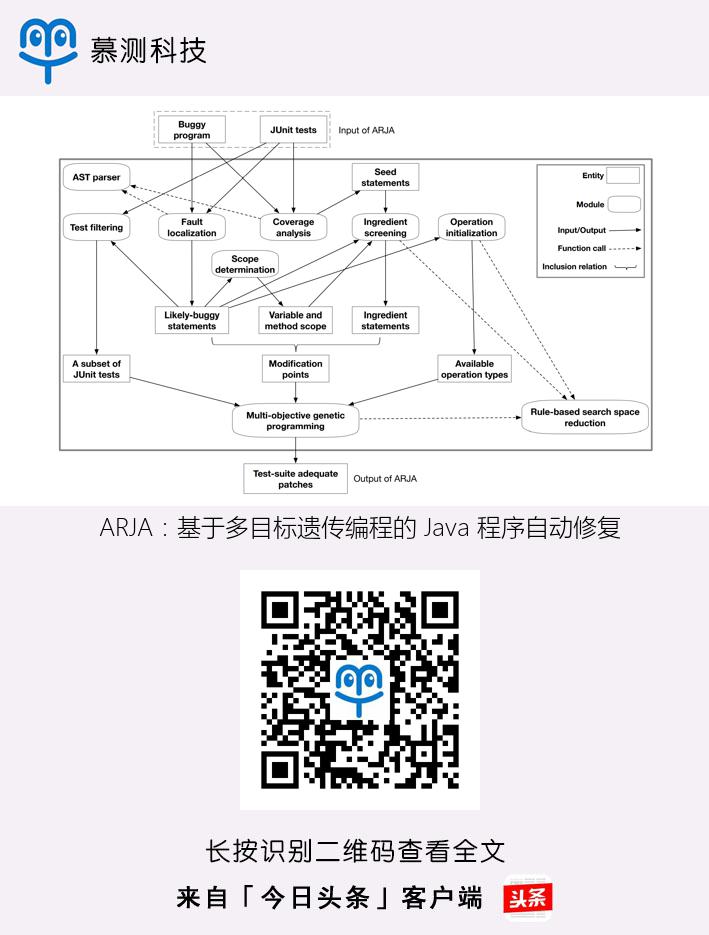 慕测科技
Buggy
program
JUnit tests
Input of ARJA
AST parser
Seed
statements
Entity
Module
Input/Output
Function call
Inclusion relation
Test filtering
Fault
localization
Coverage
analysis
Ingredient
screening
Operation
initialization
Scope
determination
Likely-buggy
statements
Variable and
method scope
Ingredient
statements
A subset of
JUnit tests
Modification
points
Available
operation types
Multi-objective genetic
programming
Rule-based search space
reduction
Test-suite adequate
patches
Output of ARJA
ARJA：基于多目标遗传编程的 Java 程序自动修复
长按识别二维码查看全文
来自「今日头条」客户端
头条